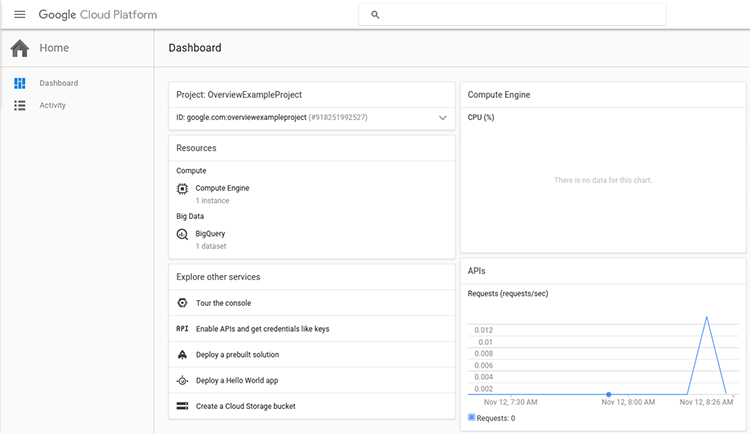 Google Cloud Platform
Home
Dashboard
Dashboard
Activity
Project: OverviewExampleProject
ID: google.com:overviewexampleproject (#918251992527)
Resources
Compute
Compute Engine
1 instance
Big Data
BigQuery
1 dataset
Explore other services
Tour the console
API Enable APIs and get credentials like keys
Deploy a prebuilt solution
Deploy a Hello World app
Create a Cloud Storage bucket
Compute Engine
CPU (%)
There is no data for this chart.
APIs
Requests (requests/sec)
0.012
0.01
0.008
0.006
0.004
0.002
Nov 12, 7:30 AM Nov 12, 8:00 AM Nov 12, 8:26 AM
Requests: 0